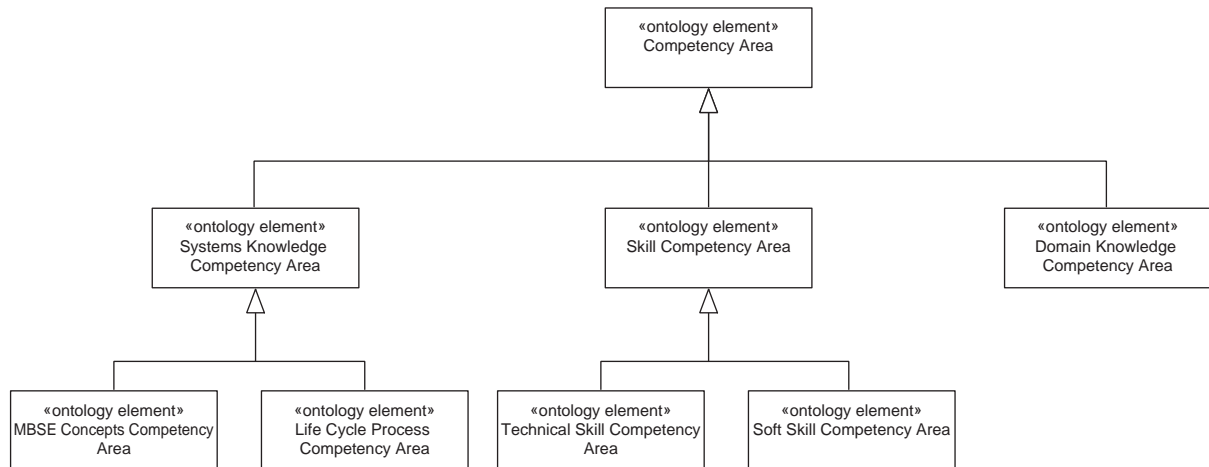 «ontology element»
Competency Area
«ontology element»
Systems Knowledge
Competency Area
«ontology element»
Skill Competency Area
«ontology element»
Domain Knowledge
Competency Area
«ontology element»
MBSE Concepts Competency
Area
«ontology element»
Life Cycle Process
Competency Area
«ontology element»
Technical Skill Competency
Area
«ontology element»
Soft Skill Competency Area